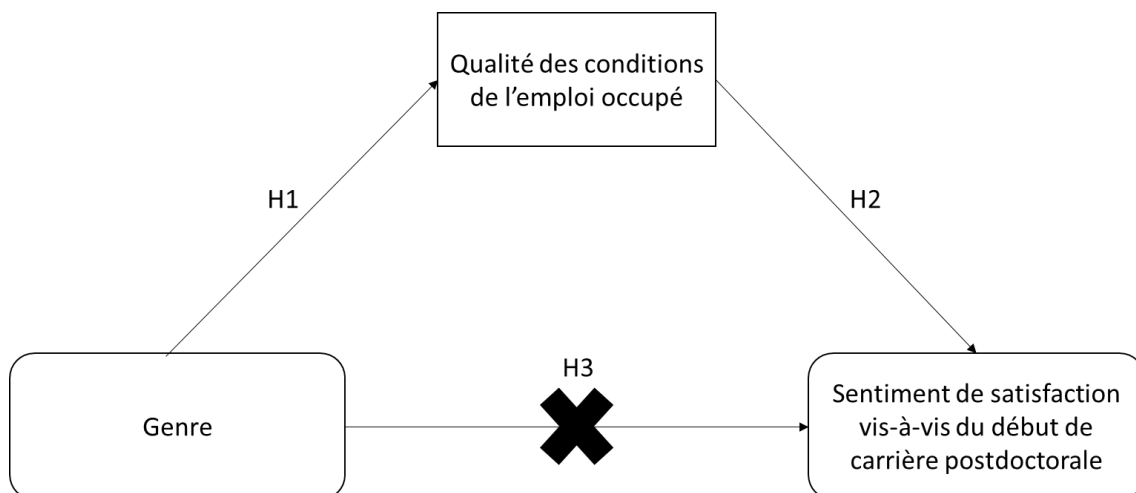 Qualité des conditions
de l'emploi occupé
H1
H2
H3
Genre
Sentiment de satisfaction
vis-à-vis du début de
carrière postdoctorale